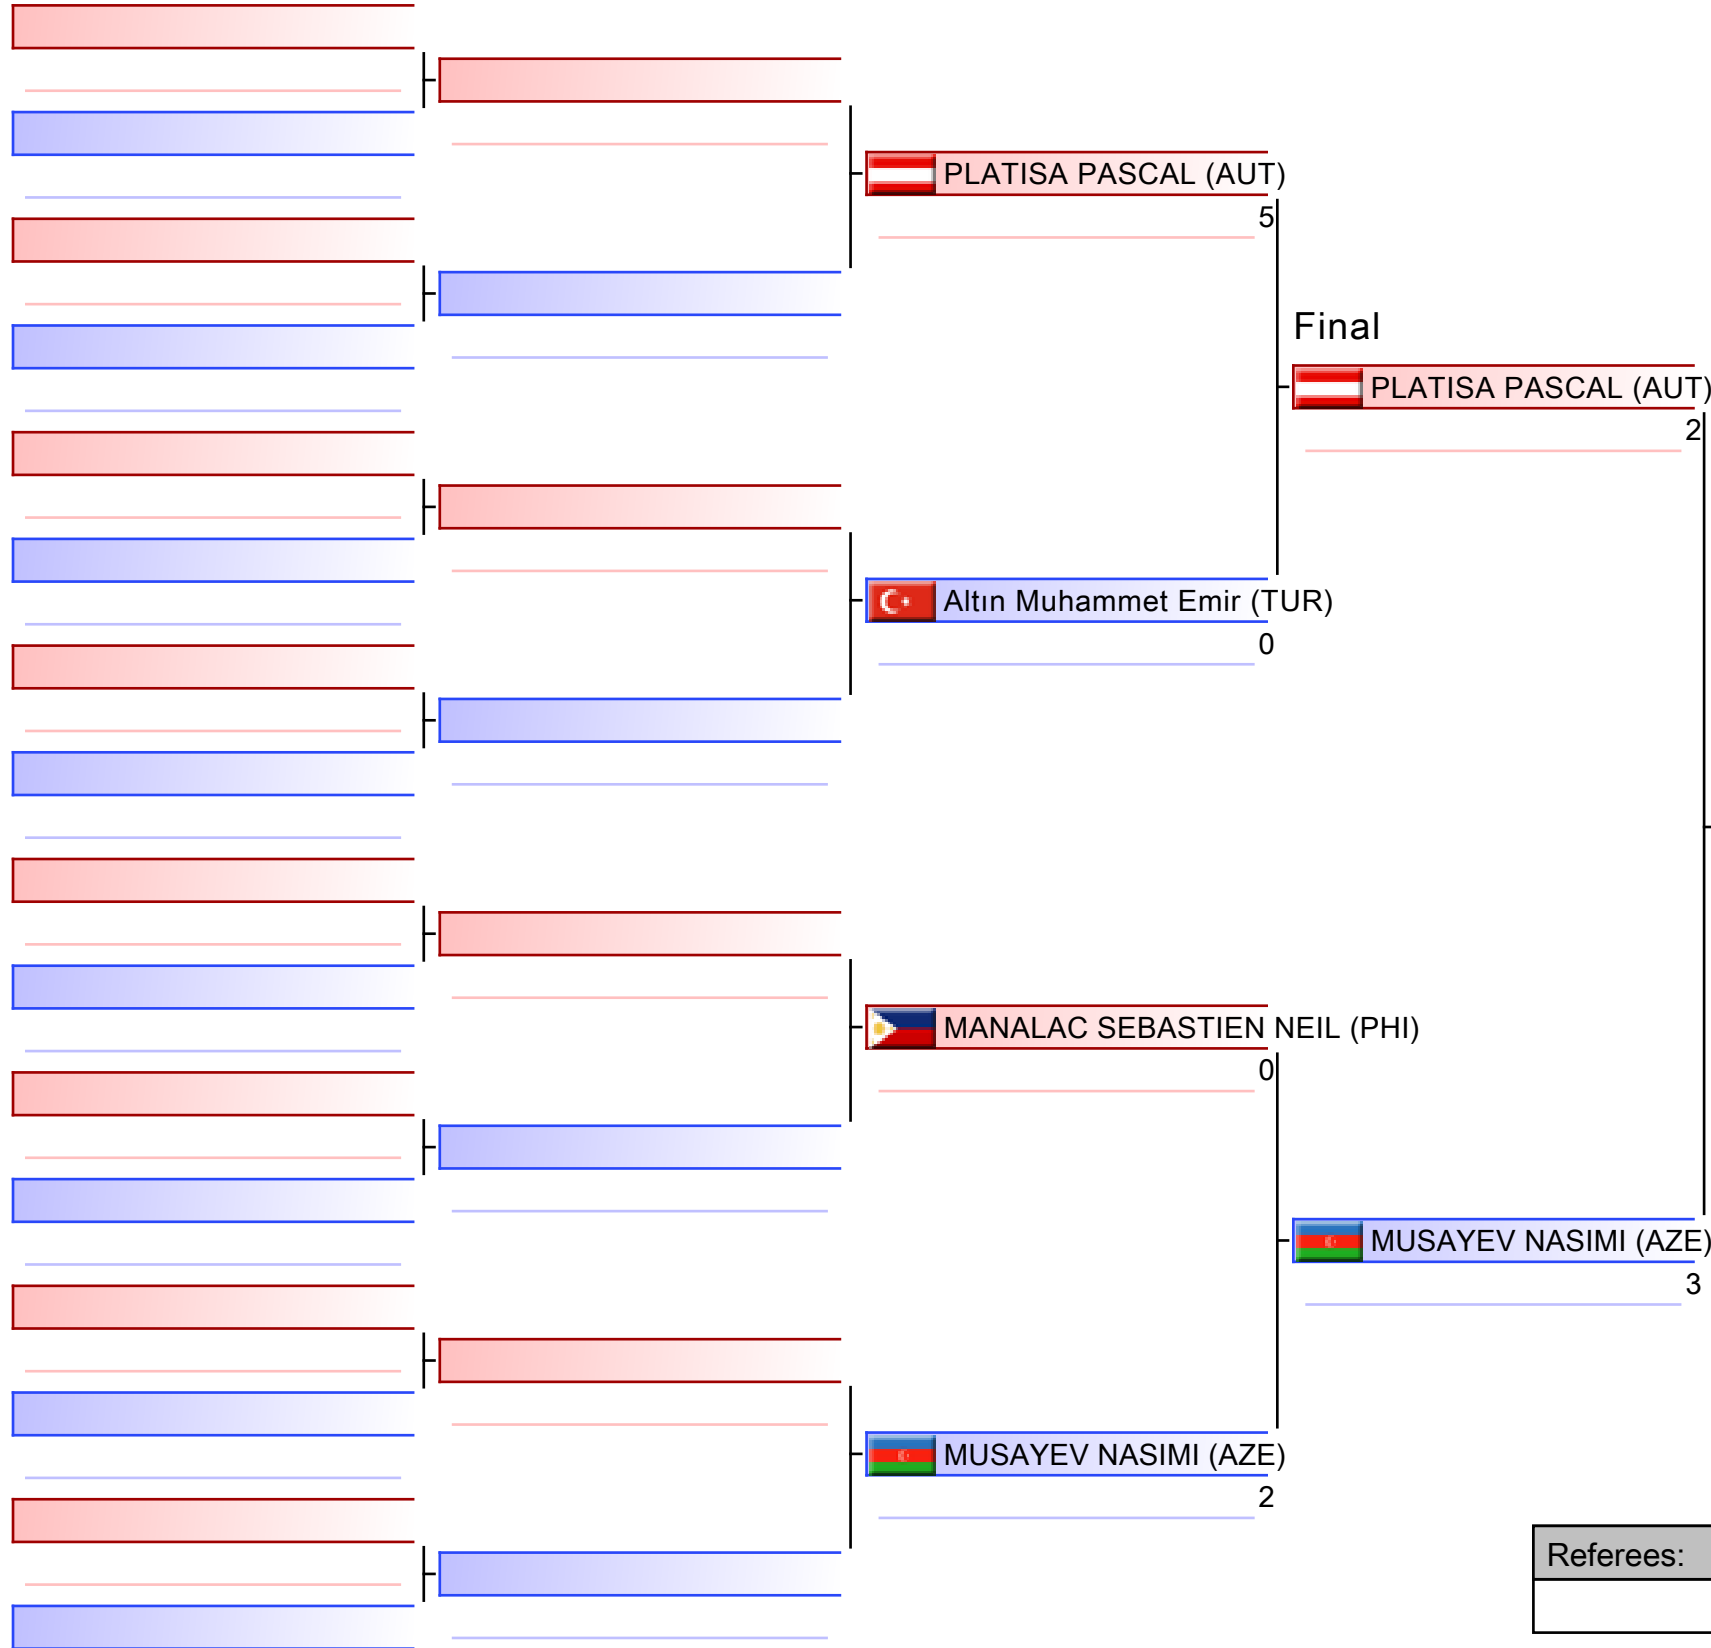 PLATISA PASCAL (AUT)
5
Final
PLATISA PASCAL (AUT)
2
Altın Muhammet Emir (TUR)
0
MANALAC SEBASTIEN NEIL (PHI)
0
MUSAYEV NASIMI (AZE)
3
MUSAYEV NASIMI (AZE)
2
Referees: